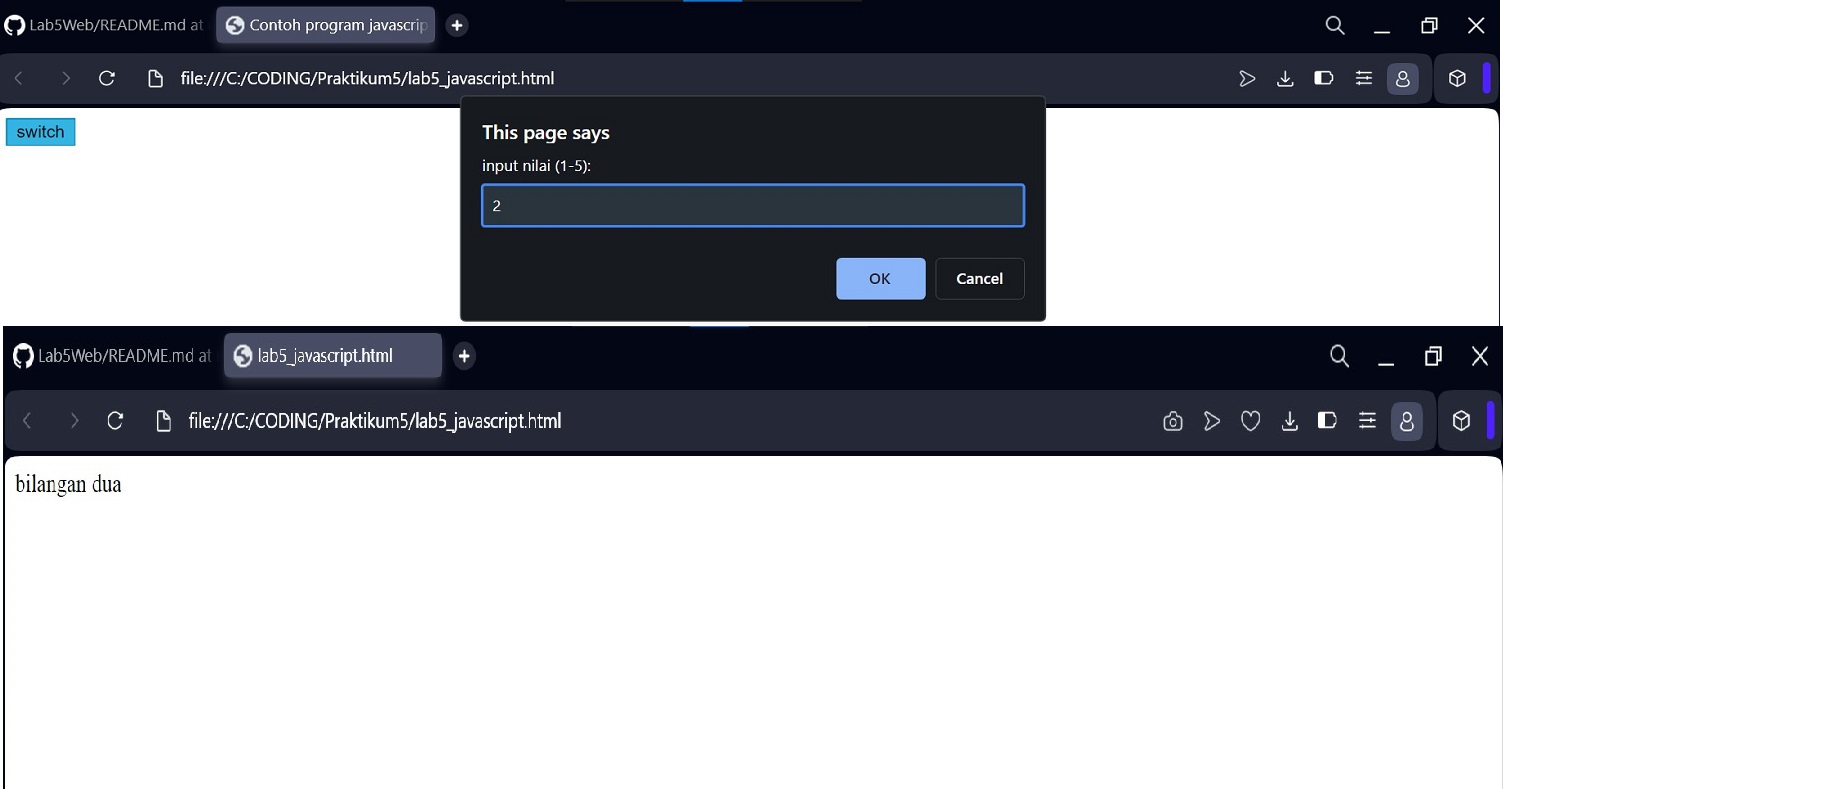 Lab5Web/README.md at
Contoh program javascrip
file:///C:/CODING/Praktikum5/lab5_javascript.html
switch
This page says
input nilai (1-5):
2
OK
Cancel
Lab5Web/README.md at
lab5_javascript.html
file:///C:/CODING/Praktikum5/lab5_javascript.html
bilangan dua